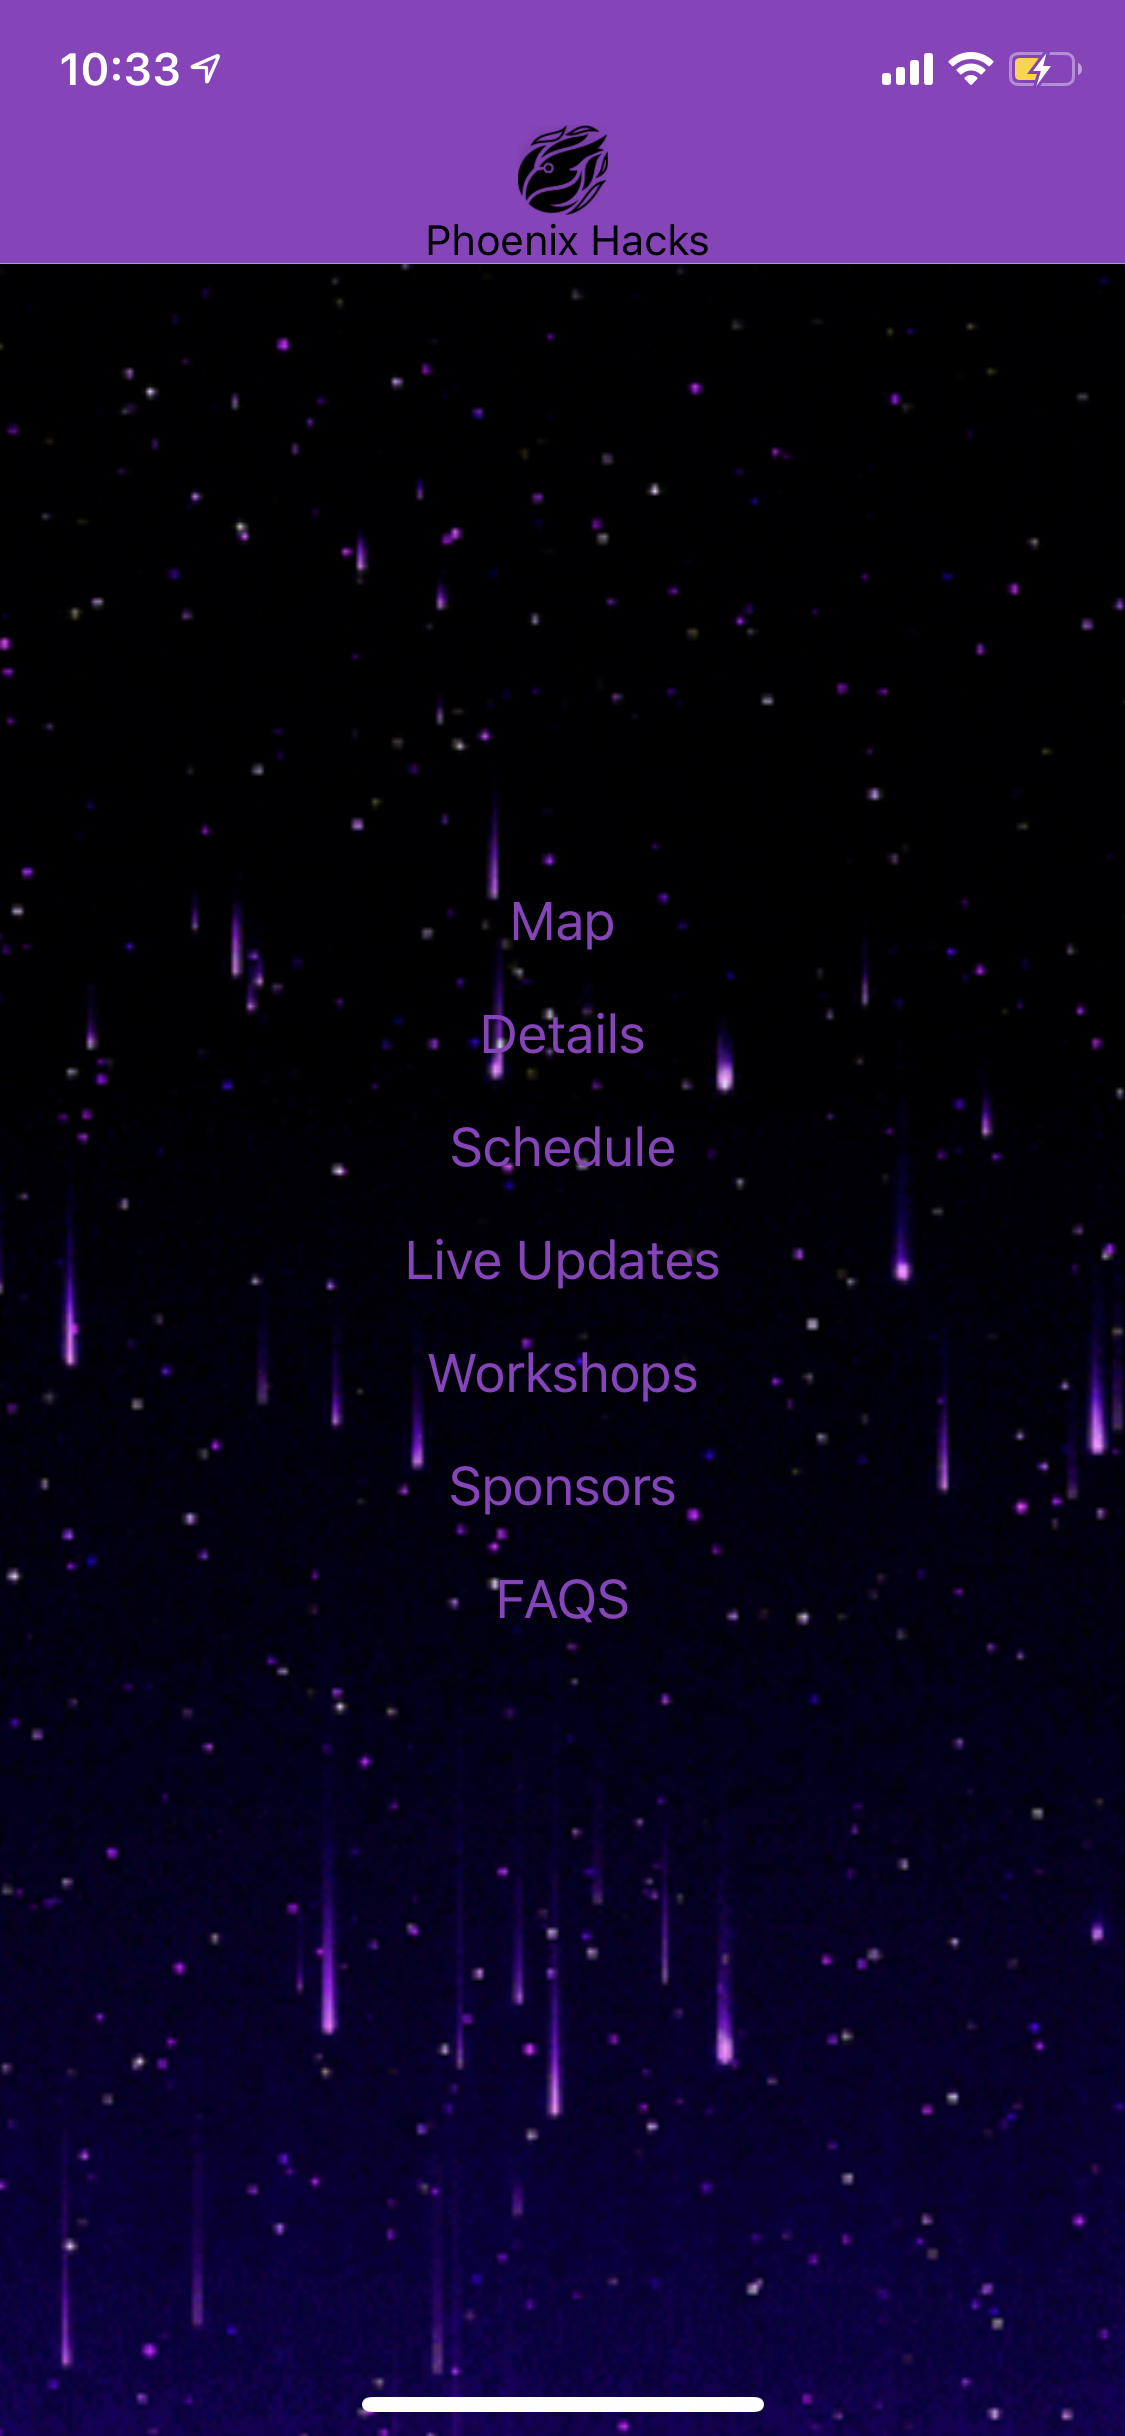 10:33
Phoenix Hacks
Map
Details
Schedule
Live Updates
Workshops
Sponsors
FAQS